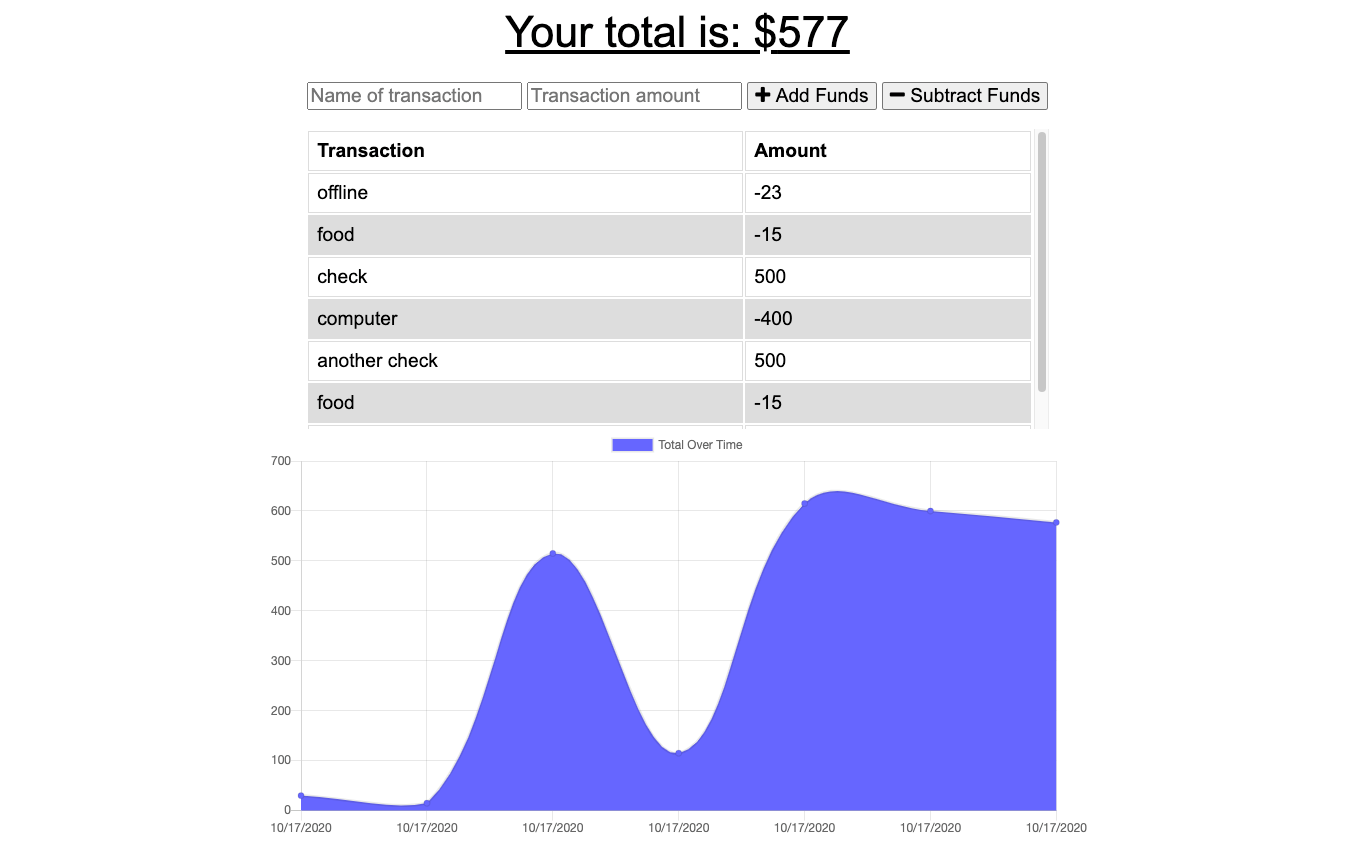 Your total is: $577
Name of transaction Transaction amount Add Funds Subtract Funds
Transaction Amount
offline -23
food -15
check 500
computer -400
another check 500
food -15
Total Over Time
700
600
500
400
300
200
100
0
10/17/2020 10/17/2020 10/17/2020 10/17/2020 10/17/2020 10/17/2020 10/17/2020